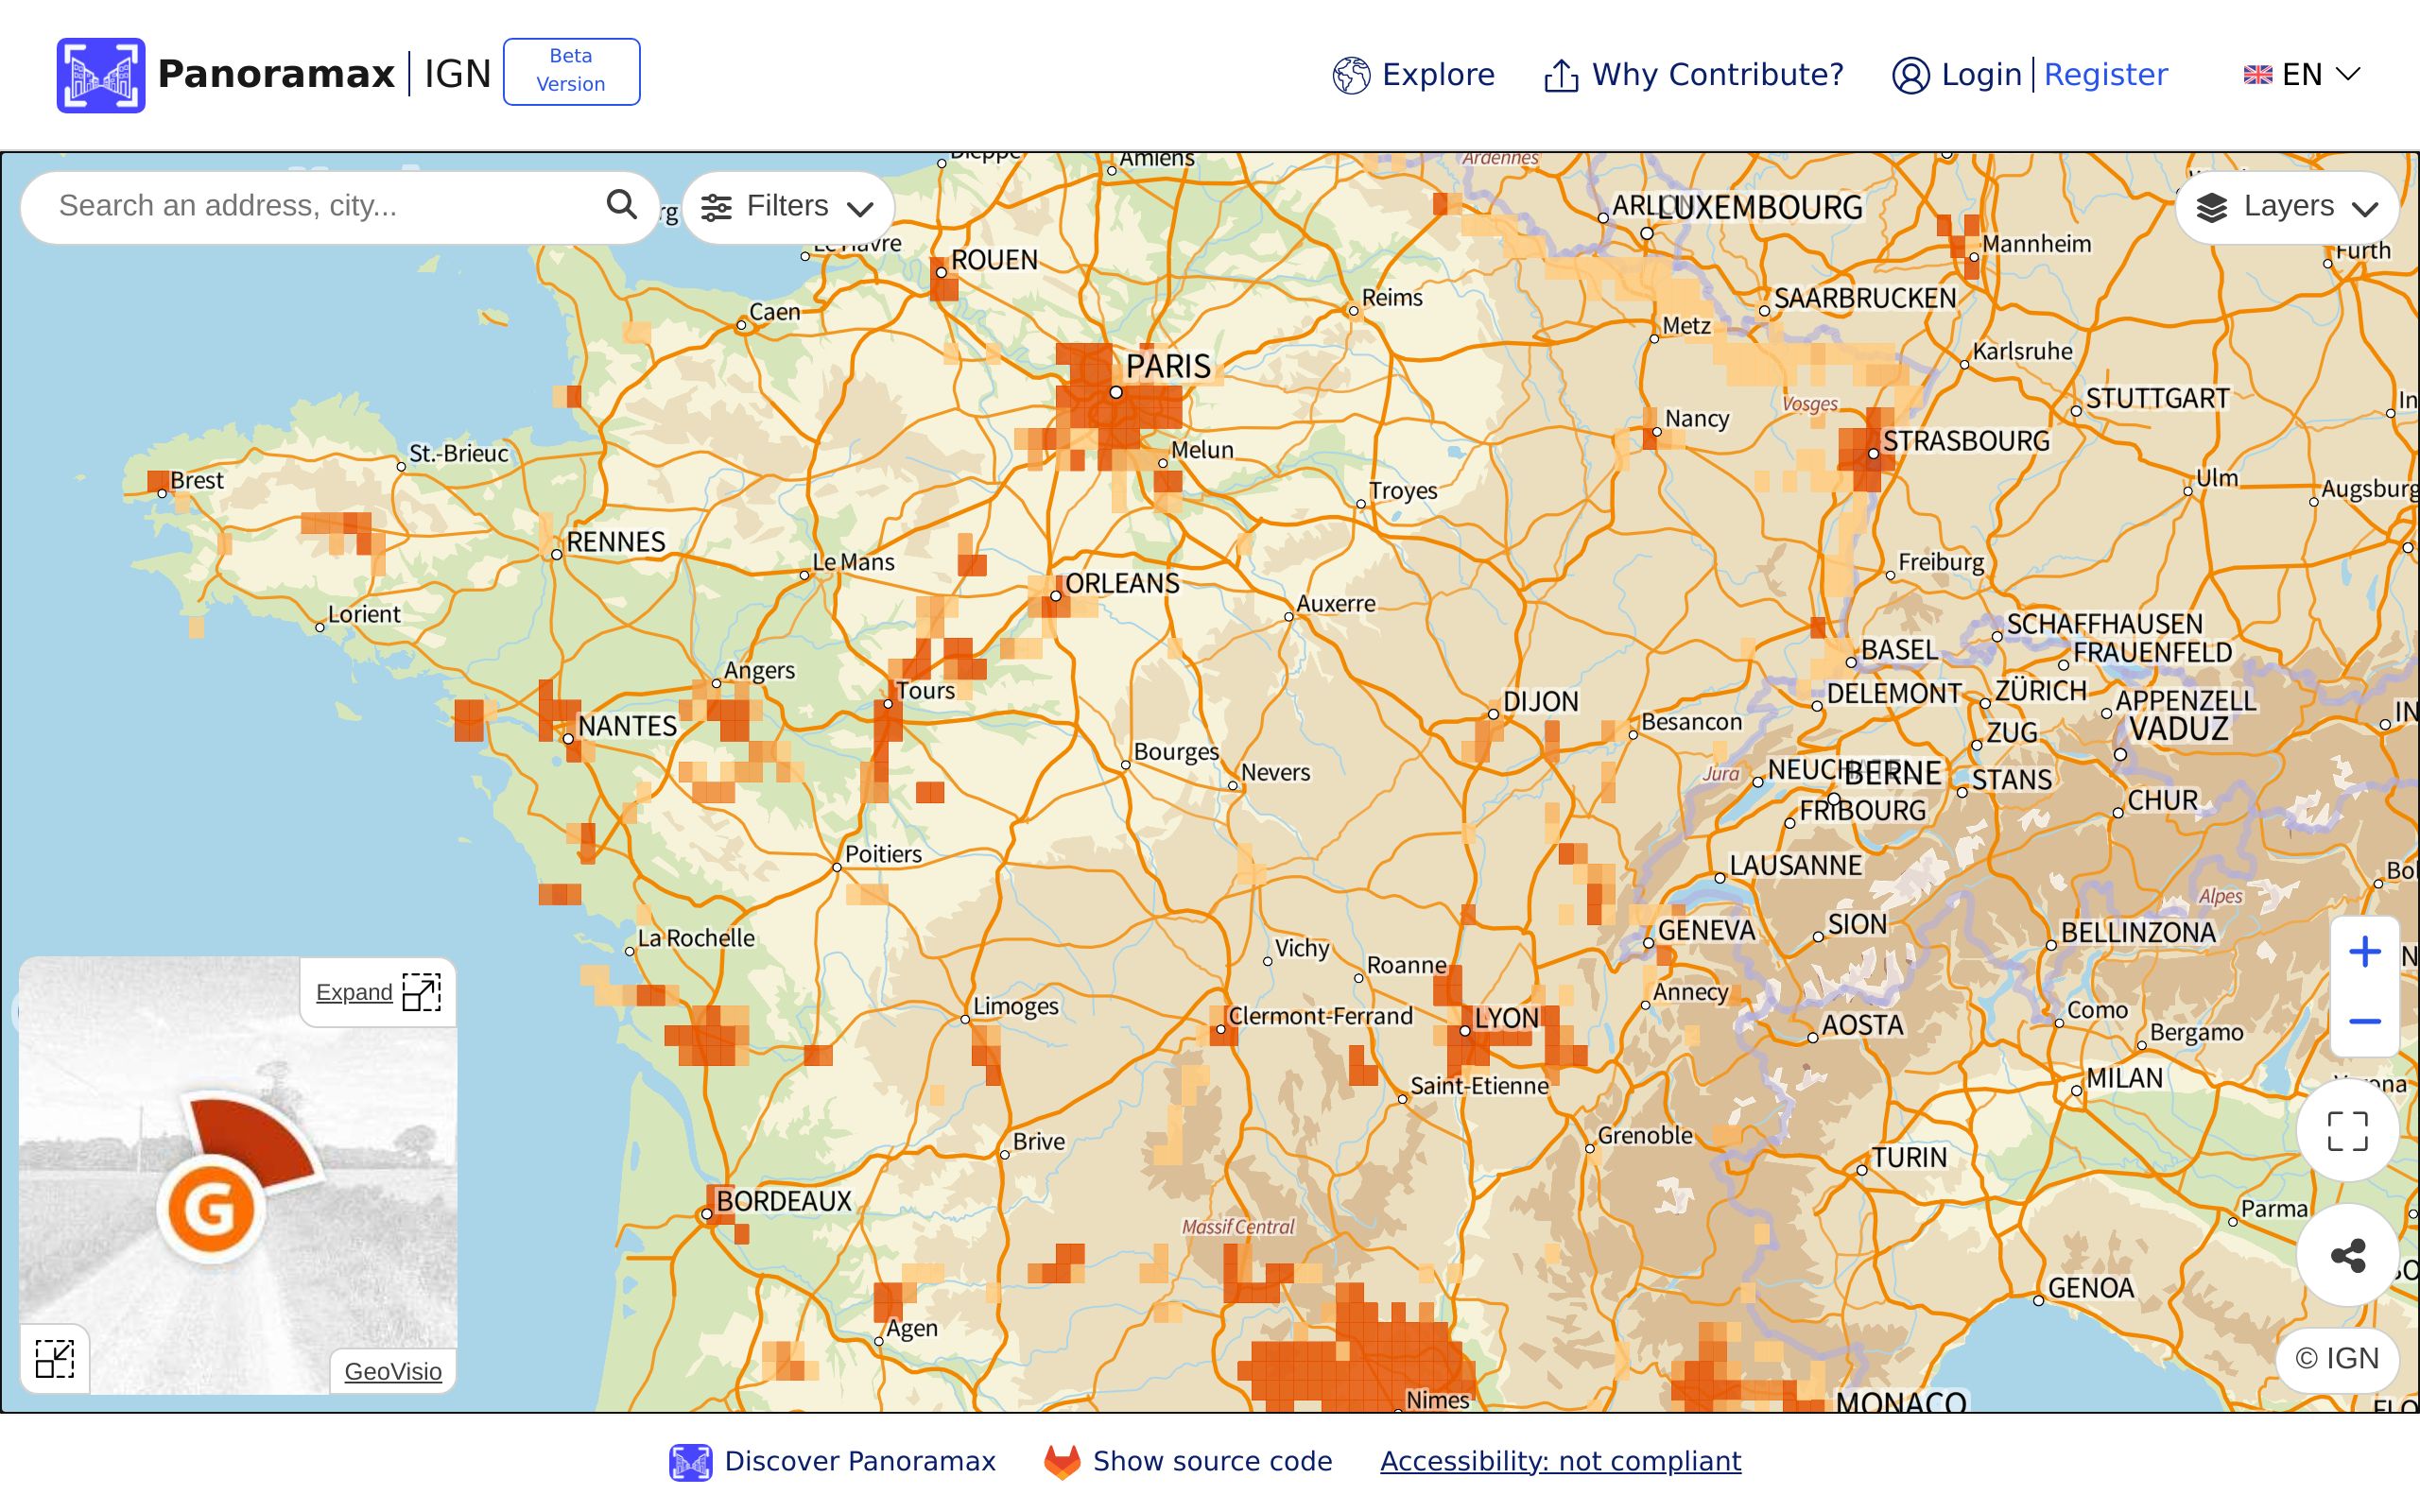 Panoramax | IGN
Beta
Version
Explore
Why Contribute?
Login | Register
EN
Search an address, city...
Filters
Layers
Dieppe
Amiens
Ardennes
ARLON
LUXEMBOURG
Mannheim
Le Havre
ROUEN
Furth
Reims
SAARBRUCKEN
Caen
Metz
Karlsruhe
PARIS
STUTTGART
Vosges
Nancy
STRASBOURG
St.-Brieuc
Melun
Brest
Troyes
Ulm
Augsburg
RENNES
Le Mans
Freiburg
ORLEANS
Auxerre
Lorient
SCHAFFHAUSEN
BASEL
FRAUENFELD
Angers
Tours
DELEMONT
ZÜRICH
APPENZELL
DIJON
NANTES
Besancon
VADUZ
ZUG
Bourges
Nevers
Jura
BERNE
STANS
CHUR
FRIBOURG
Poitiers
LAUSANNE
Alpes
La Rochelle
GENEVA
SION
BELLINZONA
Vichy
Roanne
Annecy
Expand
Limoges
Clermont-Ferrand
LYON
AOSTA
Como
Bergamo
Saint-Etienne
MILAN
Brive
Grenoble
TURIN
BORDEAUX
Massif Central
Parma
G
GENOA
Agen
© IGN
GeoVisio
Nimes
MONACO
Discover Panoramax
Show source code
Accessibility: not compliant